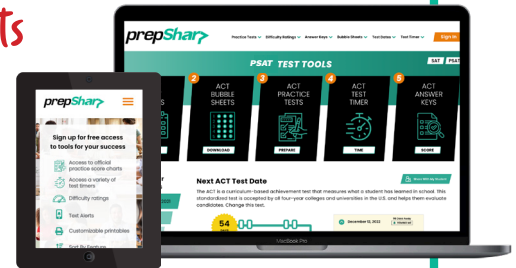 ts
prepSharp
Practice Tests
Difficulty Ratings
Answer Keys
Bubble Sheets
Test Dates
Test Timer
Sign In
PSAT TEST TOOLS
SAT
PSAT
S
2
ACT
BUBBLE
SHEETS
DOWNLOAD
3
ACT
PRACTICE
TESTS
PREPARE
4
ACT
TEST
TIMER
TIME
5
ACT
ANSWER
KEYS
SCORE
Next ACT Test Date
The ACT is a curriculum-based achievement test that measures what a student has learned in school. This
standardized test is accepted by all four-year colleges and universities in the U.S. and helps them evaluate
candidates. Change this text.
54
December 10, 2022
MacBook Pro
prepSharp
Sign up for free access
to tools for your success
Access to official
practice score charts
Access a variety of
test timers
Difficulty ratings
Test Alerts
Customizable printables
Sort By Feature